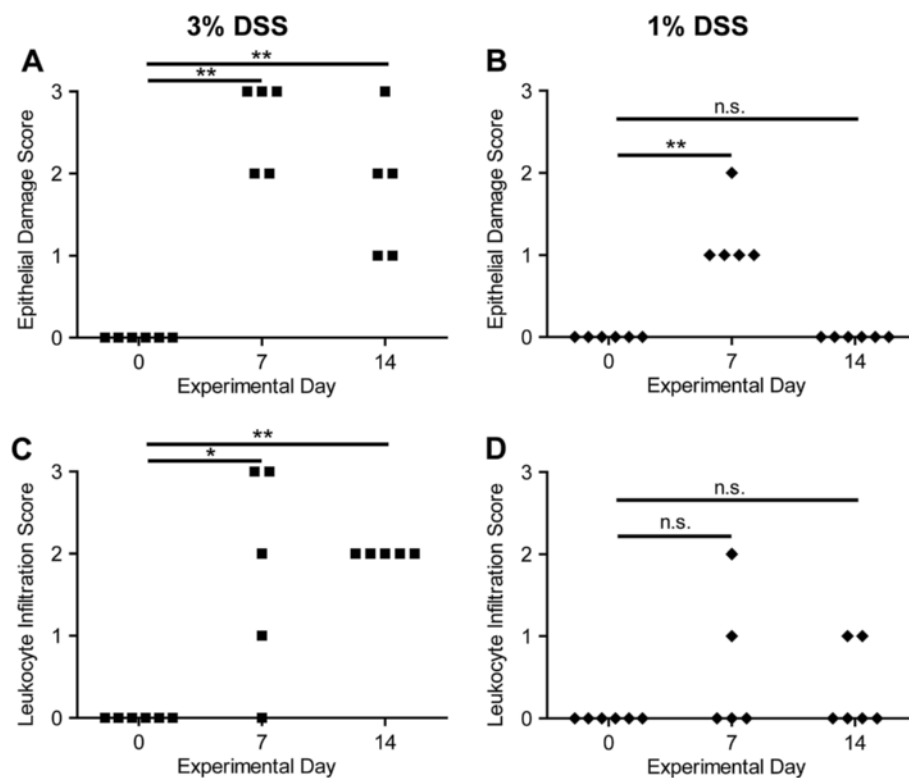 3% DSS
1% DSS
A
**
**
Epithelial Damage Score
3
2
1
0
0
7
14
Experimental Day
B
n.s.
**
Epithelial Damage Score
3
2
1
0
0
7
14
Experimental Day
C
**
*
Leukocyte Infiltration Score
3
2
1
0
0
7
14
Experimental Day
D
n.s.
n.s.
Leukocyte Infiltration Score
3
2
1
0
0
7
14
Experimental Day